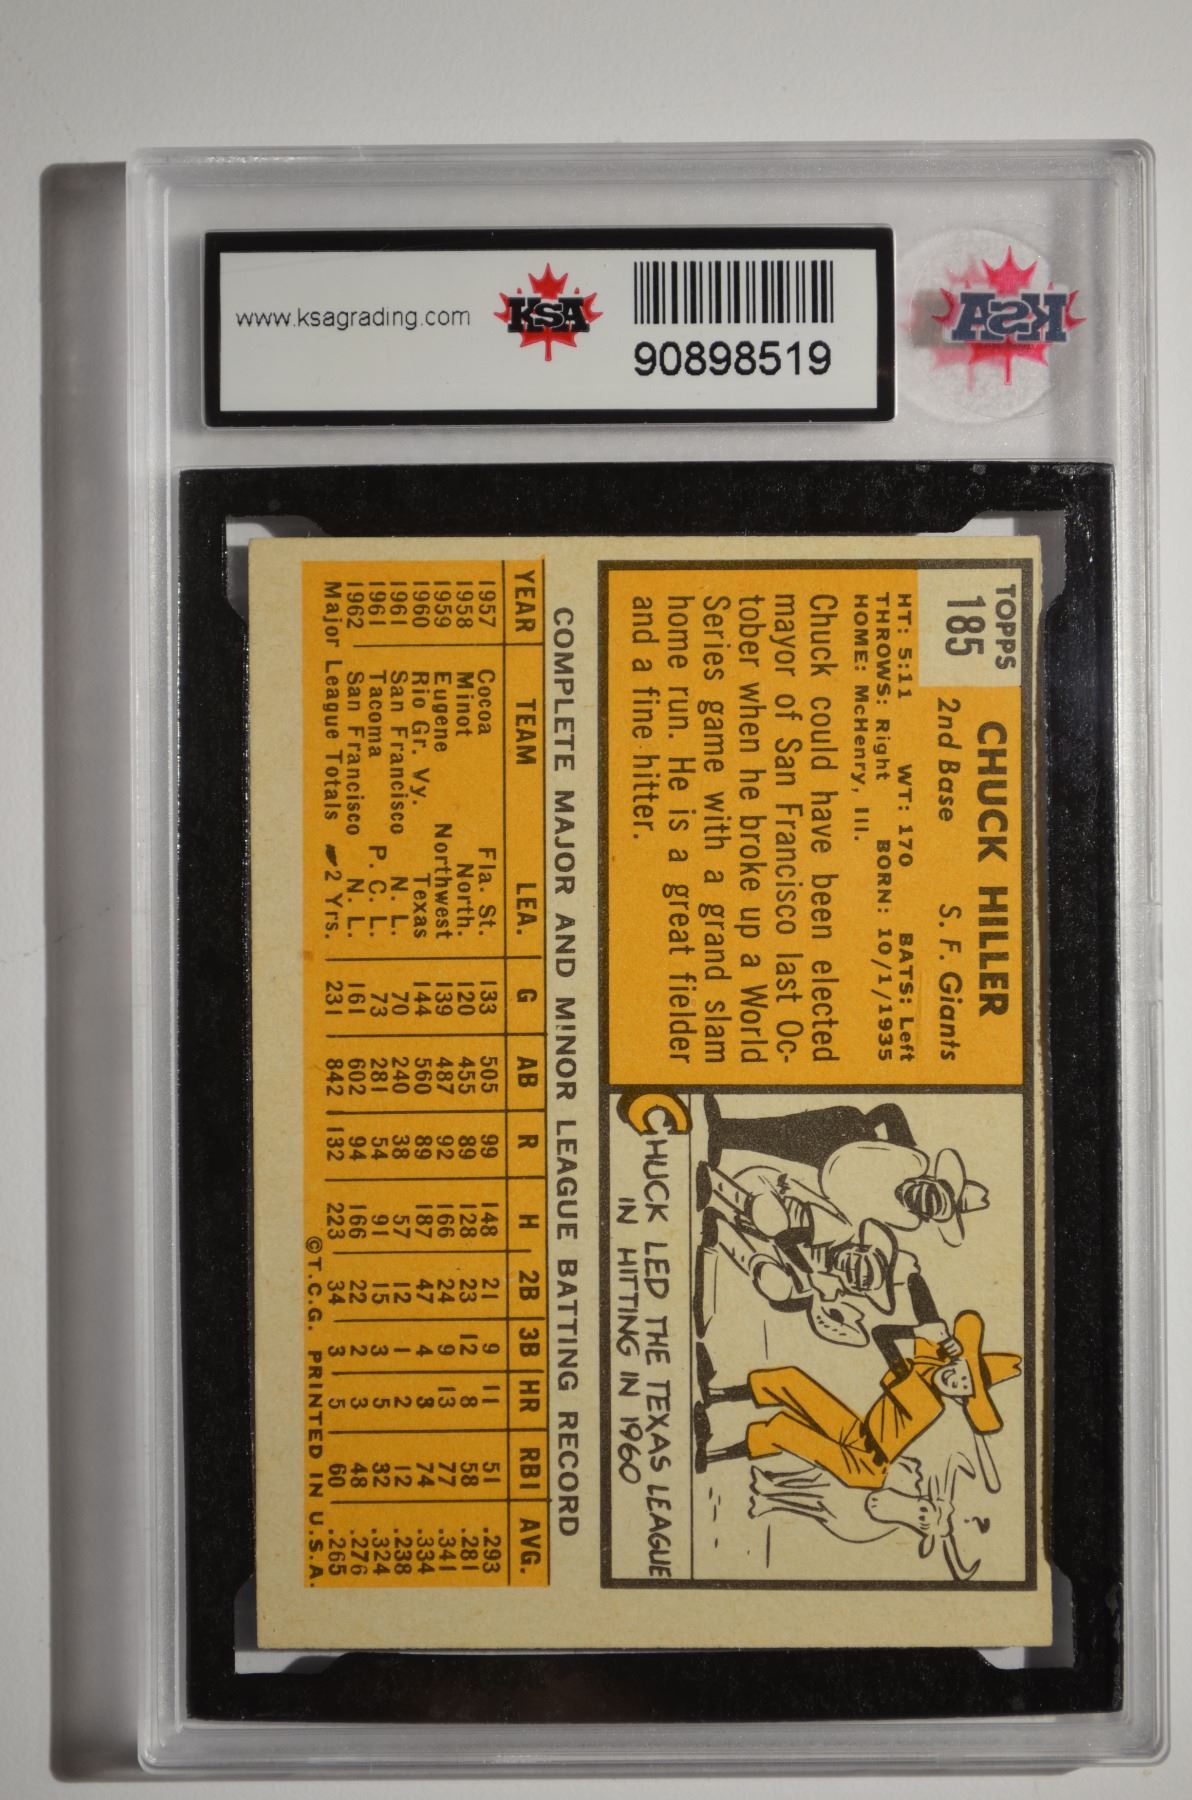 www.ksagrading.com
KSA
90898519
KSA
TOPPS
185
CHUCK HILLER
2nd Base S. F. Giants
HT: 5:11 WT: 170 BATS: Left
THROWS: Right BORN: 10/1/1935
HOME: McHenry, Ill.
Chuck could have been elected
mayor of San Francisco last Oc-
tober when he broke up a World
Series game with a grand slam
home run. He is a great fielder
and a fine hitter.
CHUCK LED THE TEXAS LEAGUE
IN HITTING IN 1960
?
COMPLETE MAJOR AND MINOR LEAGUE BATTING RECORD
YEAR TEAM LEA. G AB R H 2B 3B HR RBI AVG.
1957 Cocoa Fla. St. 133 505 99 148 21 9 11 51 .293
1958 Minot North. 120 455 89 128 23 12 8 58 .281
1959 Eugene Northwest 139 487 92 166 24 9 13 77 .341
1960 Rio Gr. Vy. Texas 144 560 89 187 47 4 3 74 .334
1961 San Francisco N. L. 70 240 38 57 12 1 2 12 .238
1961 Tacoma P. C. L. 73 281 54 91 15 3 5 32 .324
1962 San Francisco N. L. 161 602 94 166 22 2 3 48 .276
Major League Totals 2 Yrs. 231 842 132 223 34 3 5 60 .265
©T.C.G. PRINTED IN U.S.A.